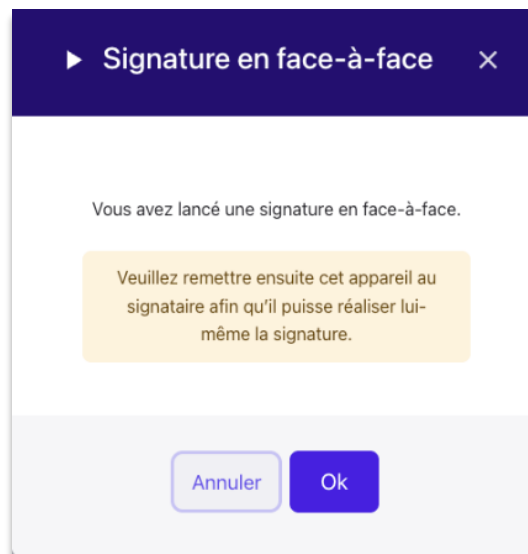 Signature en face-à-face
Vous avez lancé une signature en face-à-face.
Veuillez remettre ensuite cet appareil au
signataire afin qu'il puisse réaliser lui-
même la signature.
Annuler
Ok